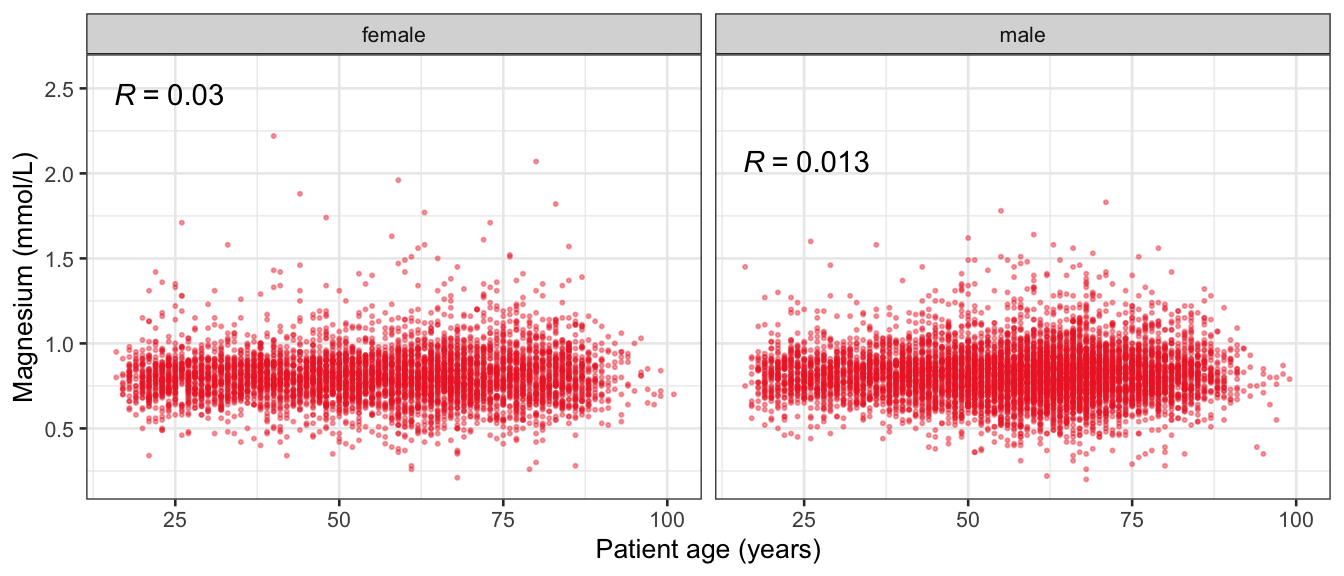 female
male
Magnesium (mmol/L)
2.5
2.0
1.5
1.0
0.5
R = 0.03
R = 0.013
25 50 75 100
25 50 75 100
Patient age (years)